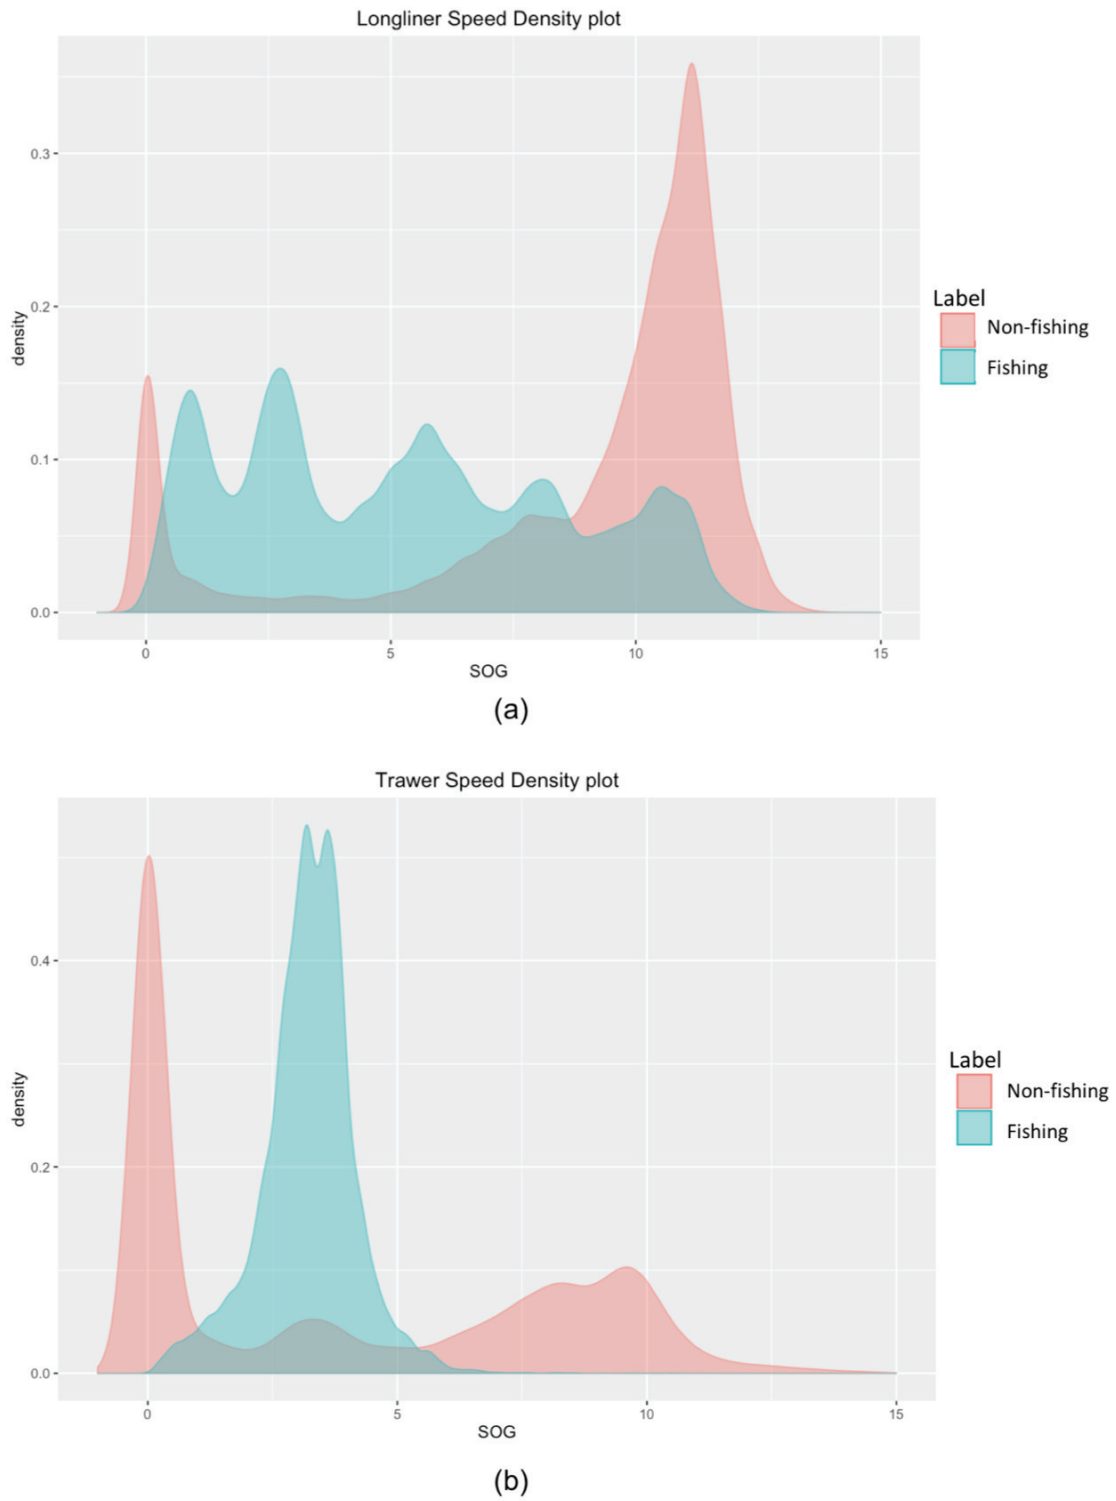 Longliner Speed Density plot
density
0.3
0.2
0.1
0.0
0 5 10 15
SOG
Label
Non-fishing
Fishing
(a)
Trawer Speed Density plot
density
0.4
0.2
0.0
0 5 10 15
SOG
Label
Non-fishing
Fishing
(b)